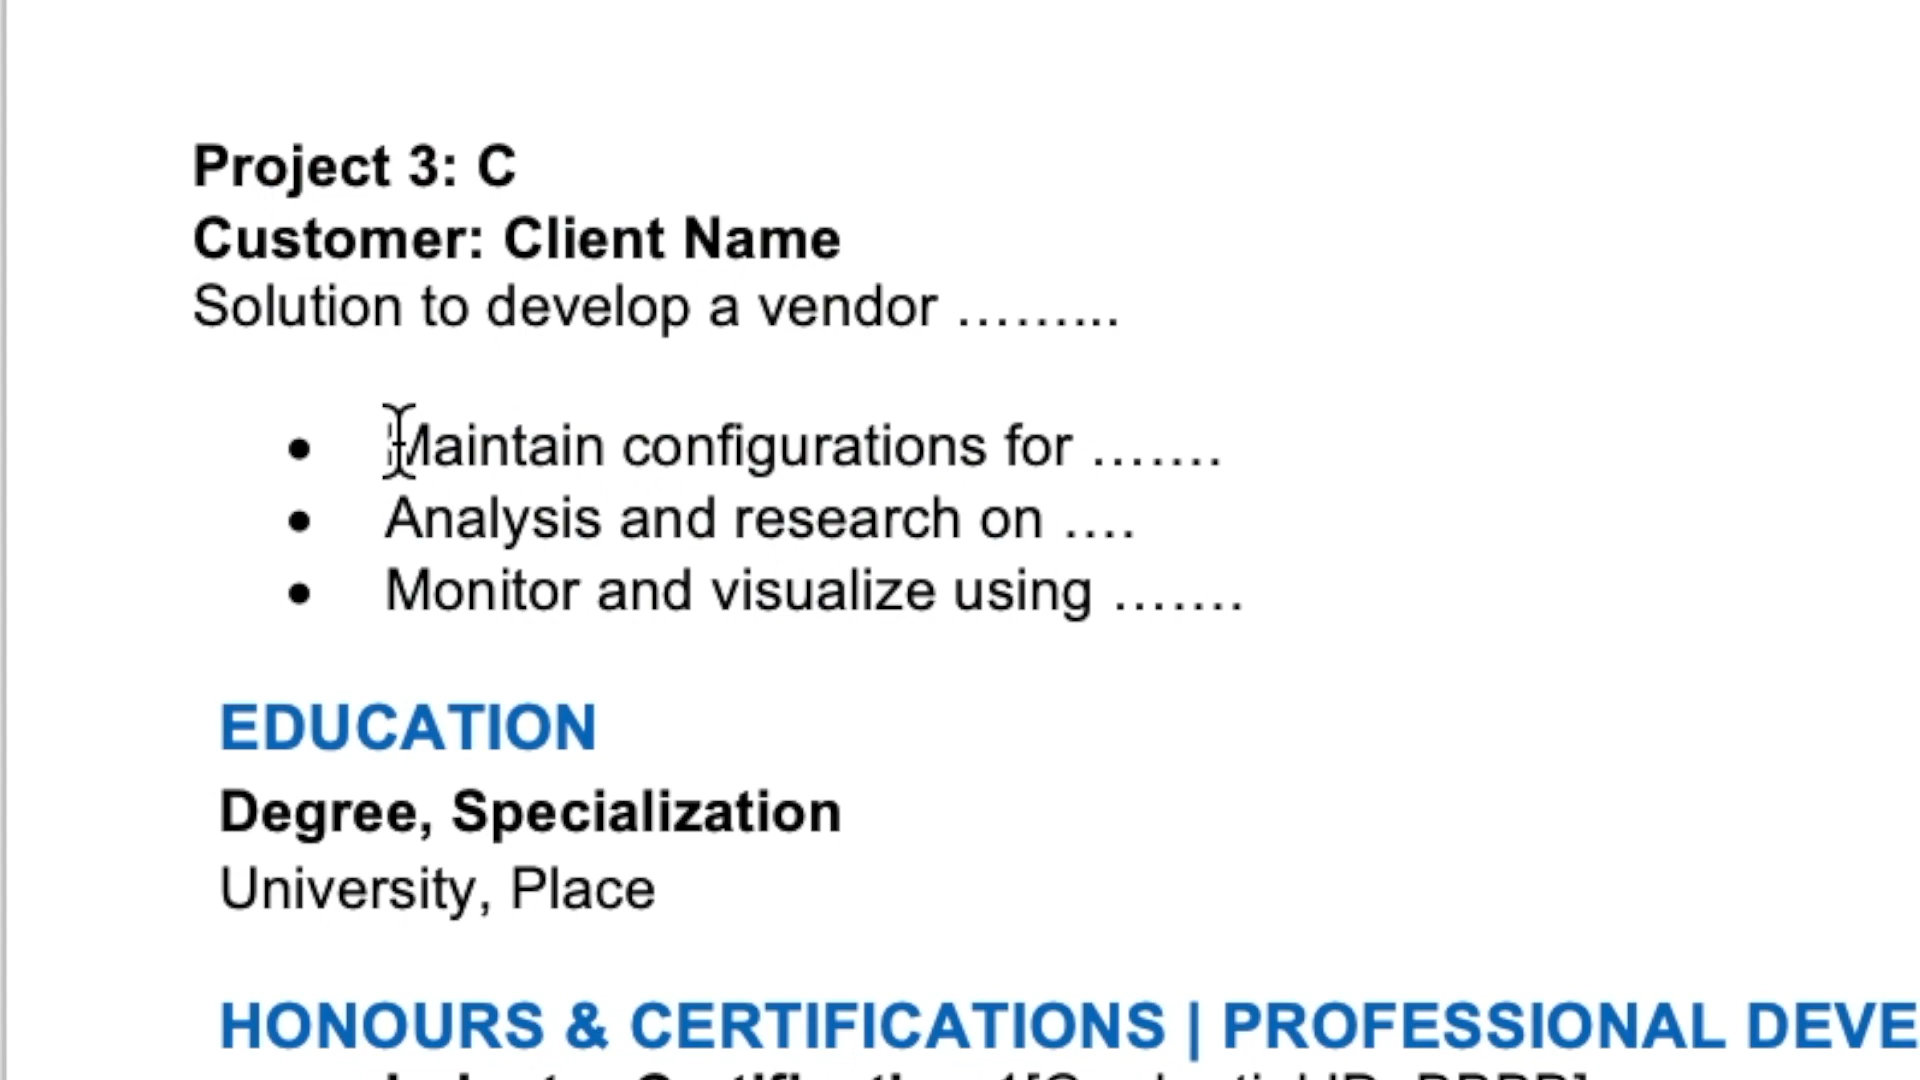 Project 3: C
Customer: Client Name
Solution to develop a vendor ……...
• Maintain configurations for …….
• Analysis and research on ….
• Monitor and visualize using …….
EDUCATION
Degree, Specialization
University, Place
HONOURS & CERTIFICATIONS | PROFESSIONAL DEVE